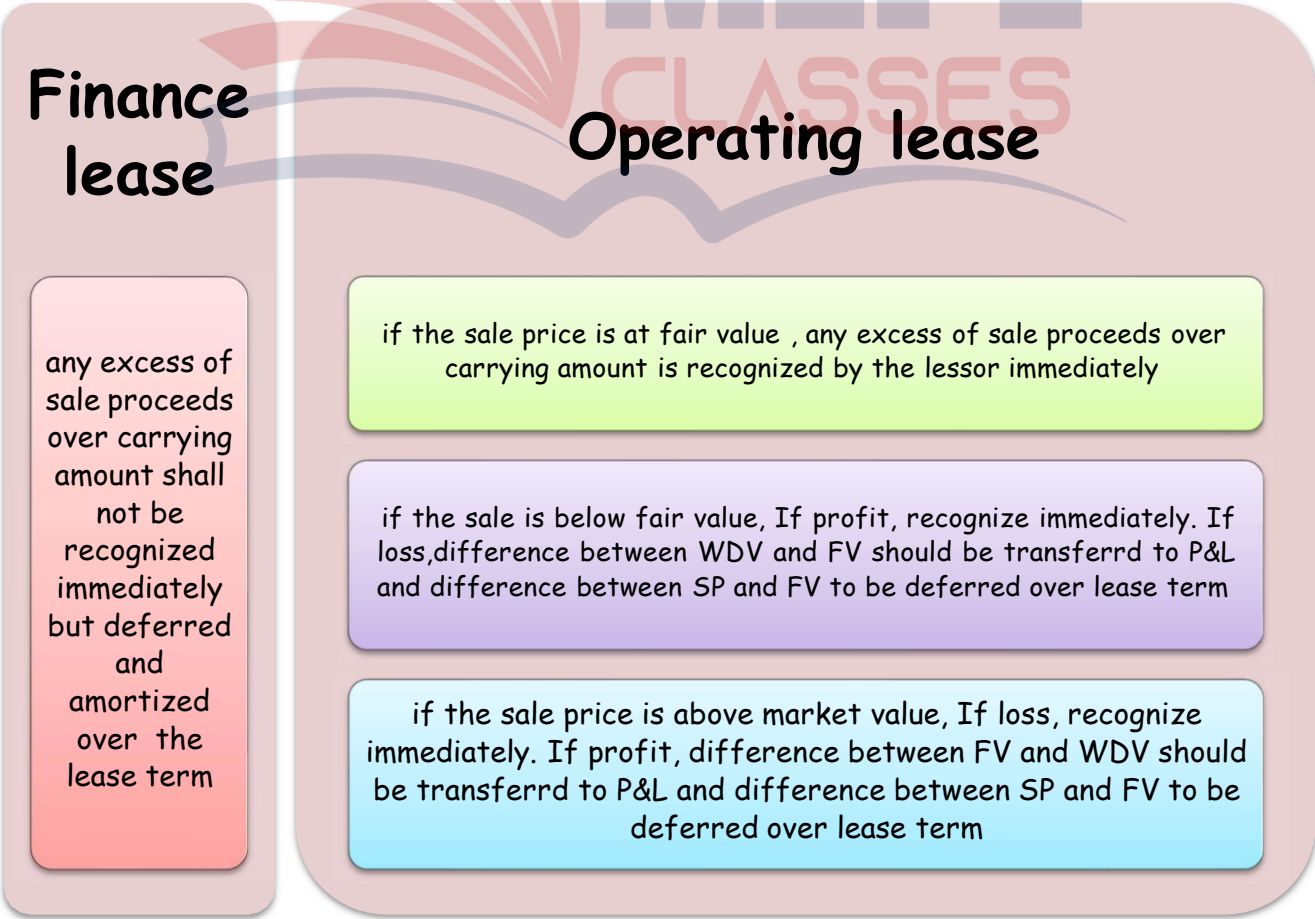 CLASSES
Finance
lease
Operating lease
any excess of
sale proceeds
over carrying
amount shall
not be
recognized
immediately
but deferred
and
amortized
over the
lease term
if the sale price is at fair value , any excess of sale proceeds over
carrying amount is recognized by the lessor immediately
if the sale is below fair value, If profit, recognize immediately. If
loss,difference between WDV and FV should be transferrd to P&L
and difference between SP and FV to be deferred over lease term
if the sale price is above market value, If loss, recognize
immediately. If profit, difference between FV and WDV should
be transferrd to P&L and difference between SP and FV to be
deferred over lease term